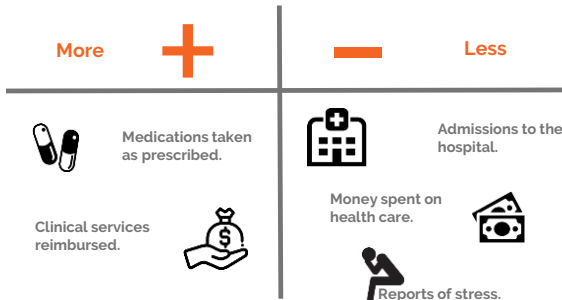 More
Less
Medications taken
as prescribed.
Clinical services
reimbursed.
$
Admissions to the
hospital.
Money spent on
health care.
Reports of stress.